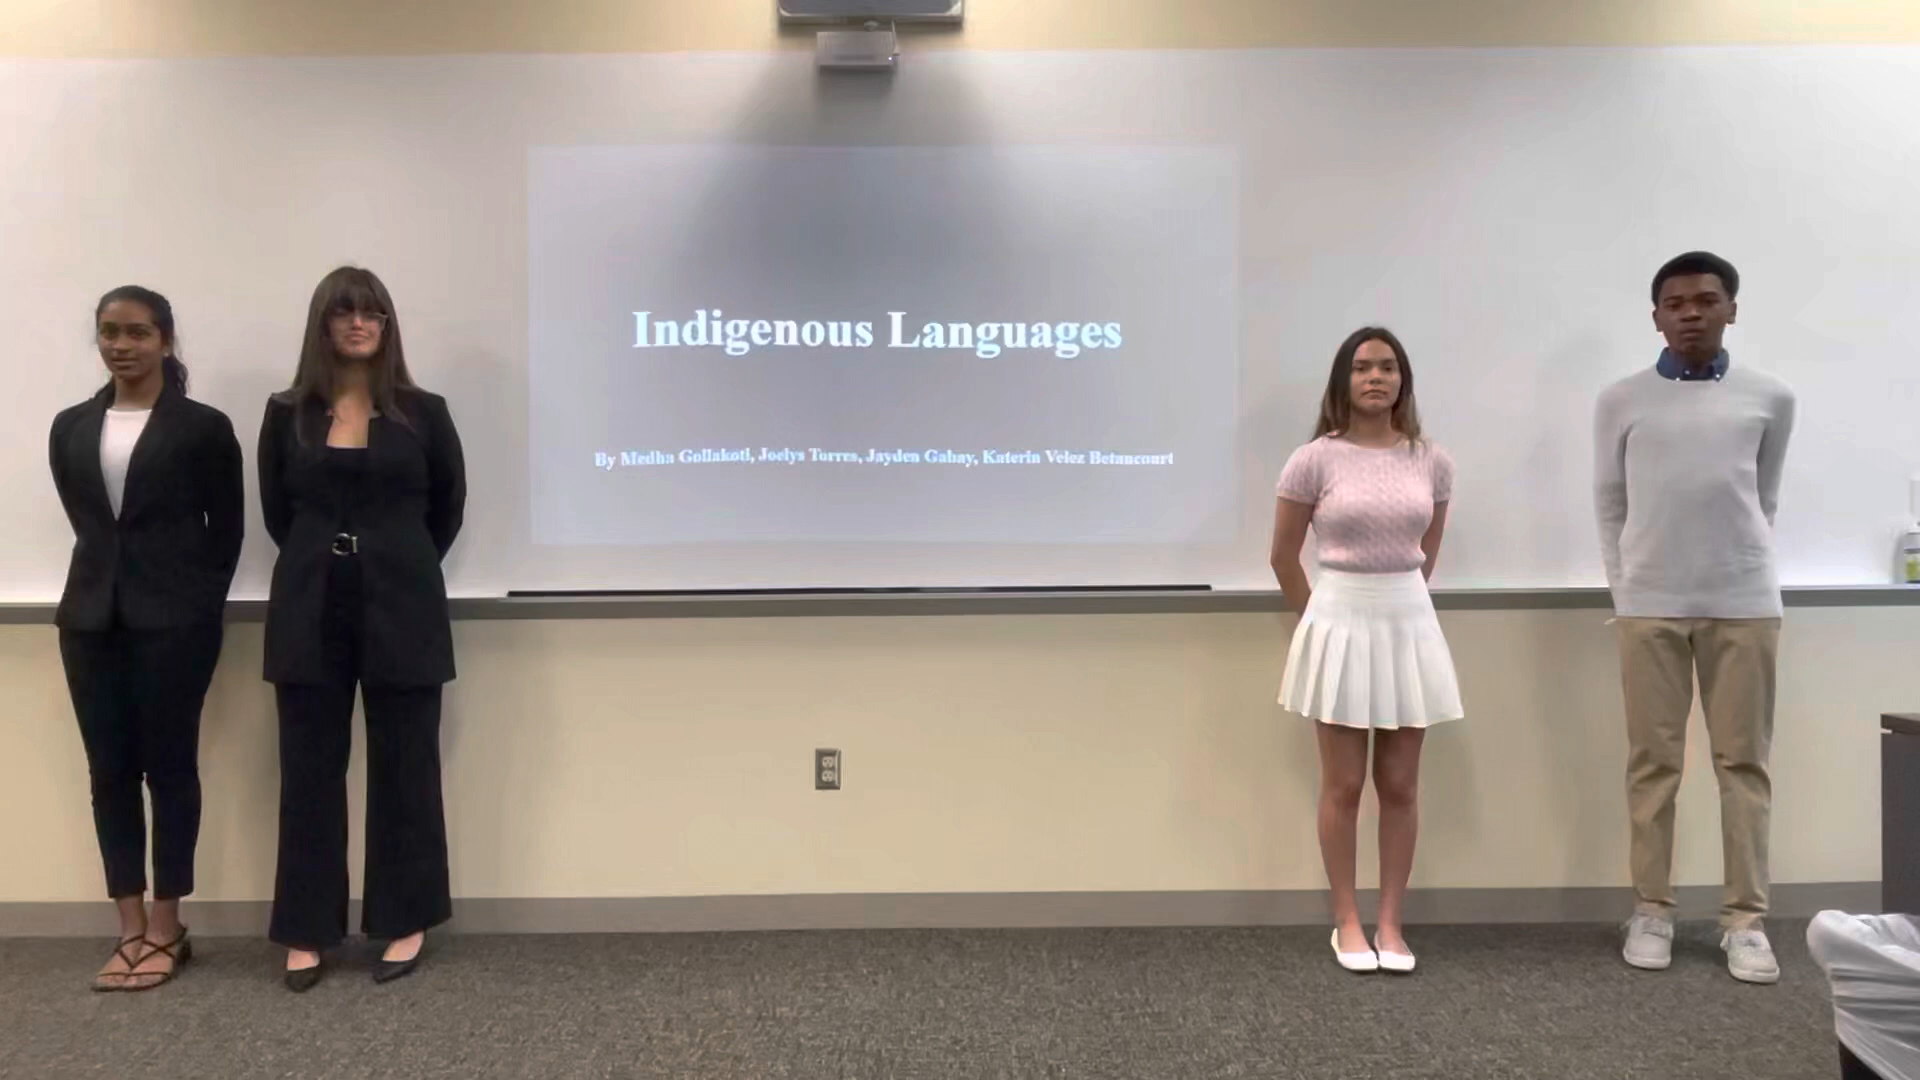 Indigenous Languages
By Medha Gollakoti, Joelys Torres, Jayden Gabay, Katerin Velez Betancourt